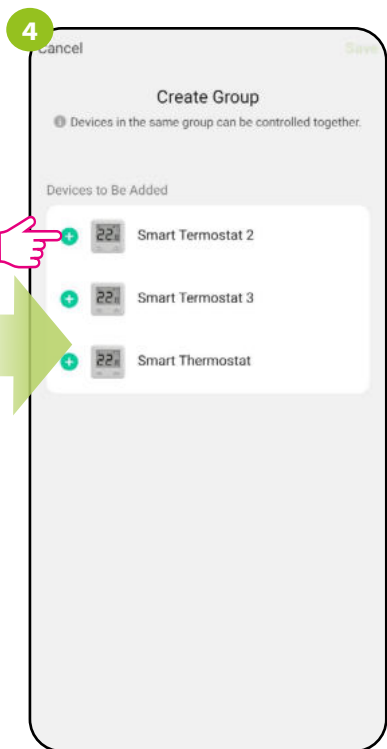 4
Cancel Save
Create Group
Devices in the same group can be controlled together.
Devices to Be Added
22 Smart Termostat 2
22 Smart Termostat 3
22 Smart Thermostat